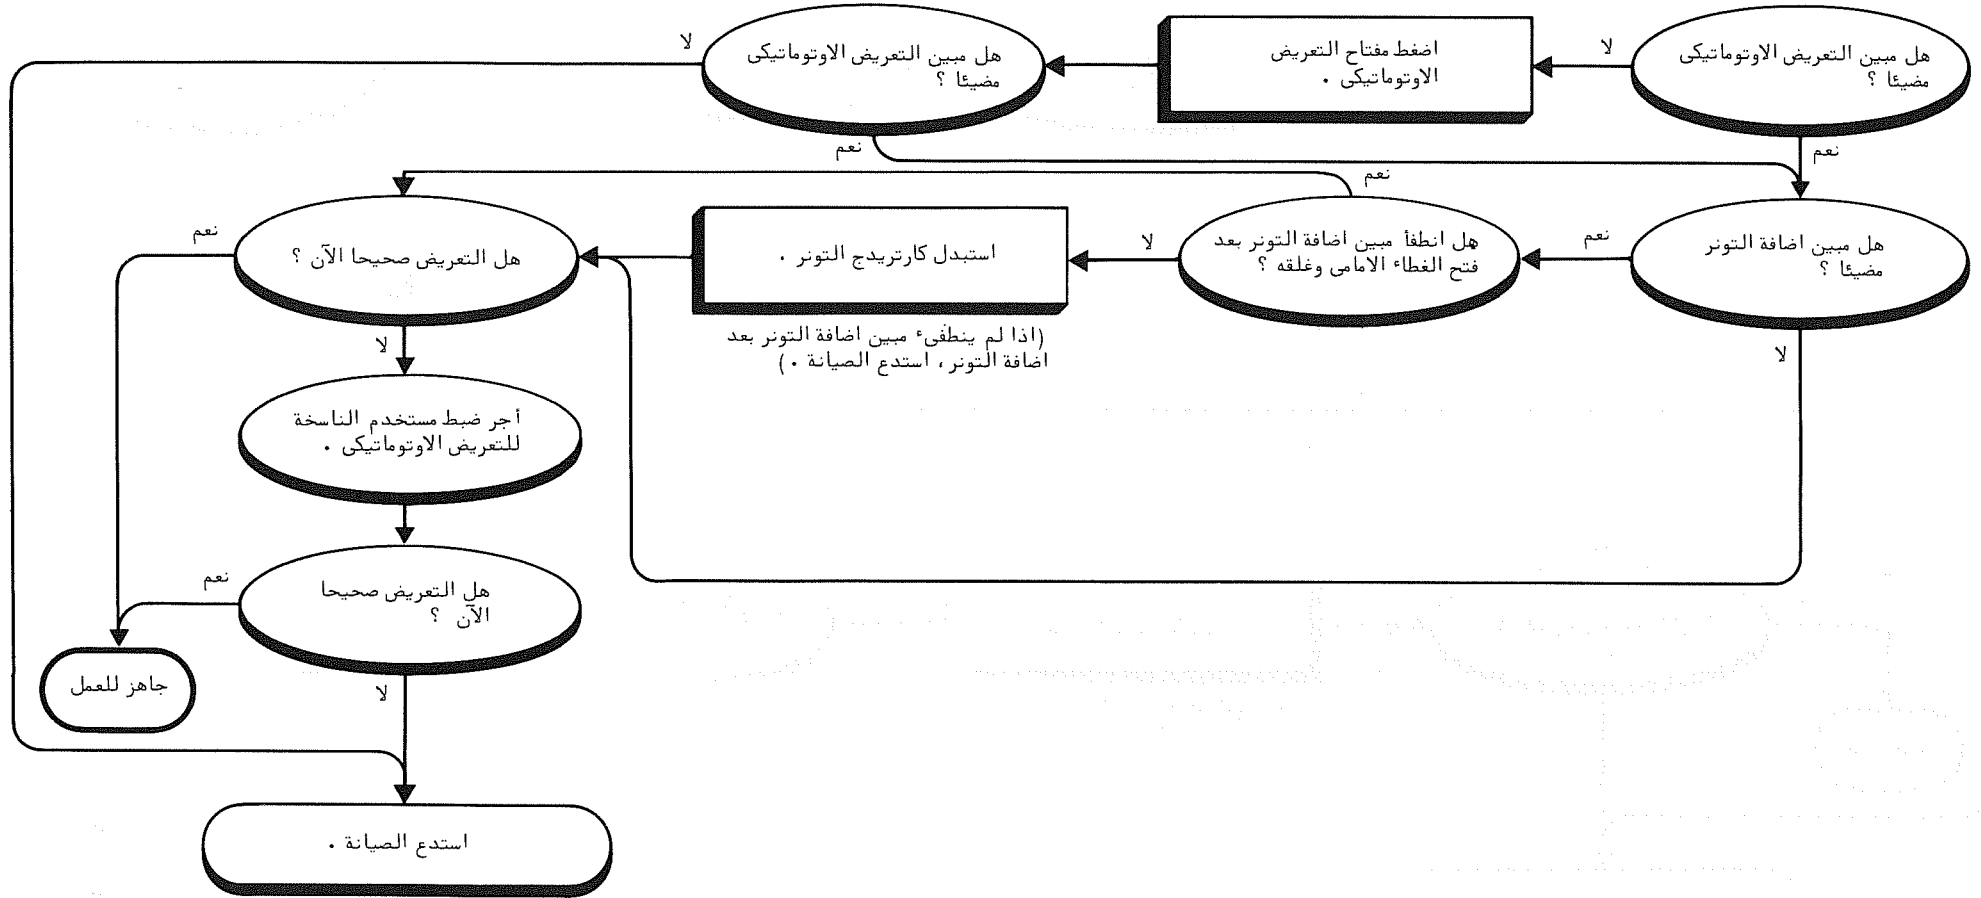 هل مبين التعريض الاوتوماتيكى
مضيئا ؟
لا
اضغط مفتاح التعريض
الاوتوماتيكى .
هل مبين التعريض الاوتوماتيكى
مضيئا ؟
لا
نعم
نعم
هل مبين اضافة التونر
مضيئا ؟
نعم
لا
هل انطفأ مبين اضافة التونر بعد
فتح الغطاء الامامى وغلقه ؟
نعم
لا
استبدل كارتريدج التونر .
(اذا لم ينطفىء مبين اضافة التونر بعد
اضافة التونر، استدع الصيانة .)
هل التعريض صحيحا الآن ؟
نعم
لا
أجر ضبط مستخدم الناسخة
للتعريض الاوتوماتيكى .
هل التعريض صحيحا
الآن ؟
نعم
لا
جاهز للعمل
استدع الصيانة .